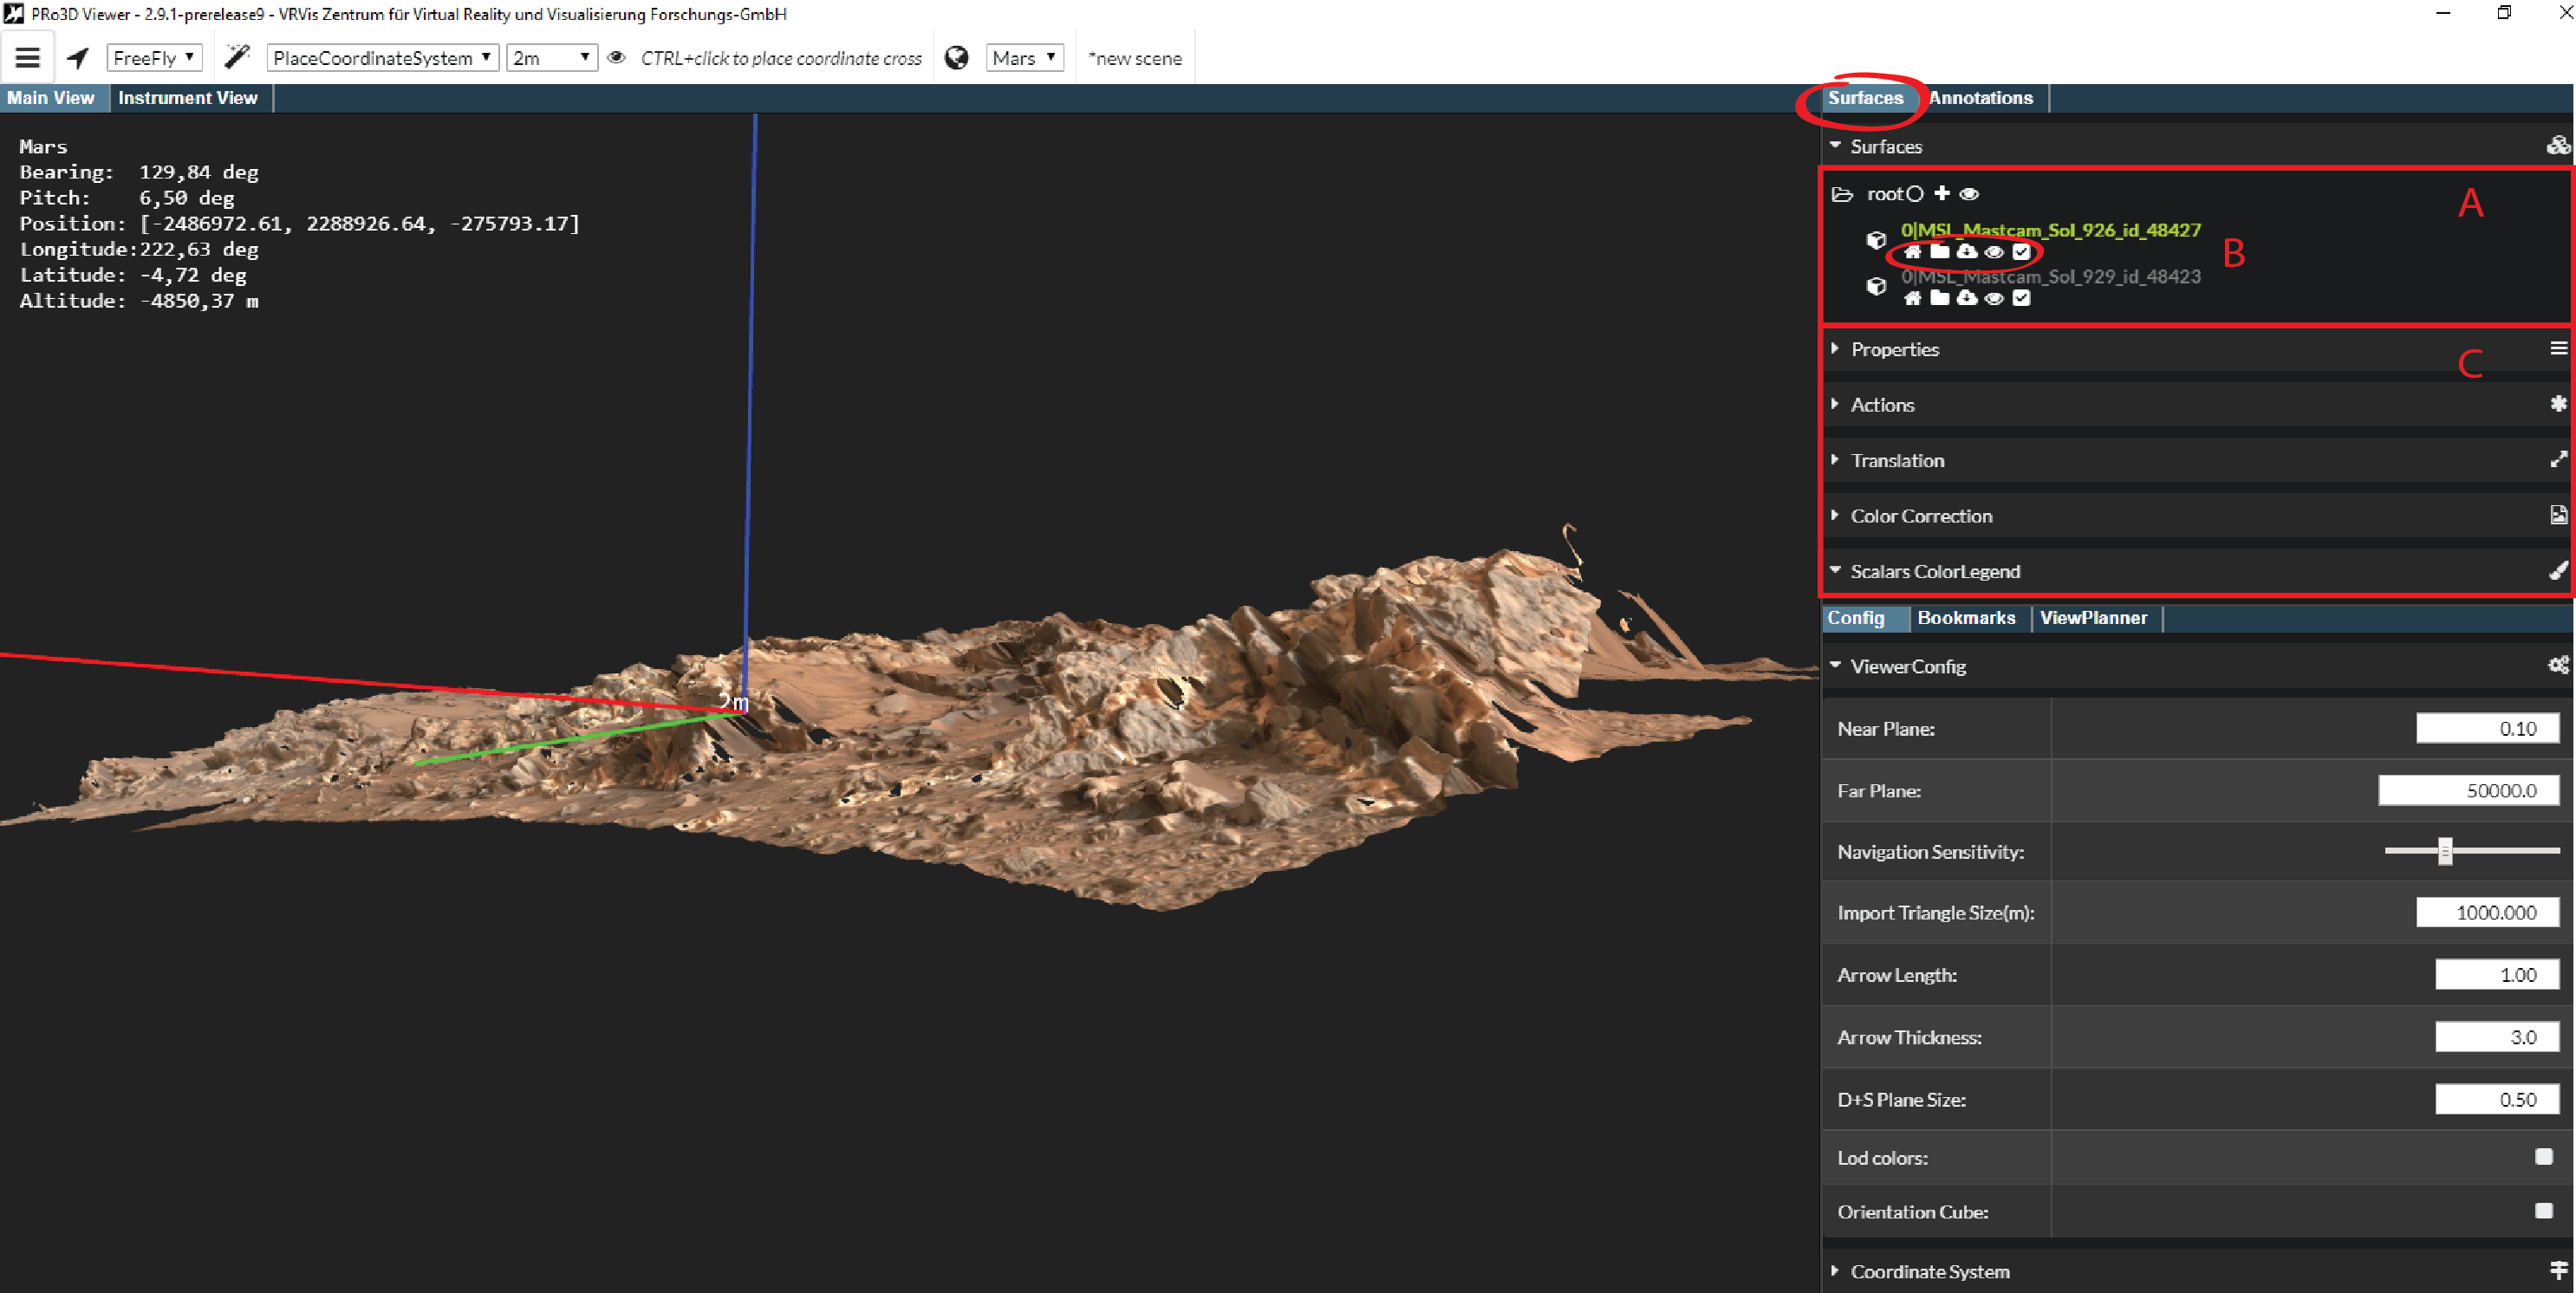 PRo3D Viewer - 2.9.1-prerelease9 - VRVis Zentrum für Virtual Reality und Visualisierung Forschungs-GmbH
FreeFly PlaceCoordinateSystem 2m CTRL+click to place coordinate cross Mars *new scene
Main View Instrument View
Mars
Bearing: 129,84 deg
Pitch: 6,50 deg
Position: [-2486972.61, 2288926.64, -275793.17]
Longitude:222,63 deg
Latitude: -4,72 deg
Altitude: -4850,37 m
2m
Surfaces Annotations
Surfaces
root A
0|MSL_Mastcam_Sol_926_id_48427
B
0|MSL_Mastcam_Sol_929_id_48423
Properties
C
Actions
Translation
Color Correction
Scalars ColorLegend
Config Bookmarks ViewPlanner
ViewerConfig
Near Plane: 0.10
Far Plane: 50000.0
Navigation Sensitivity:
Import Triangle Size(m): 1000.000
Arrow Length: 1.00
Arrow Thickness: 3.0
D+S Plane Size: 0.50
Lod colors:
Orientation Cube:
Coordinate System